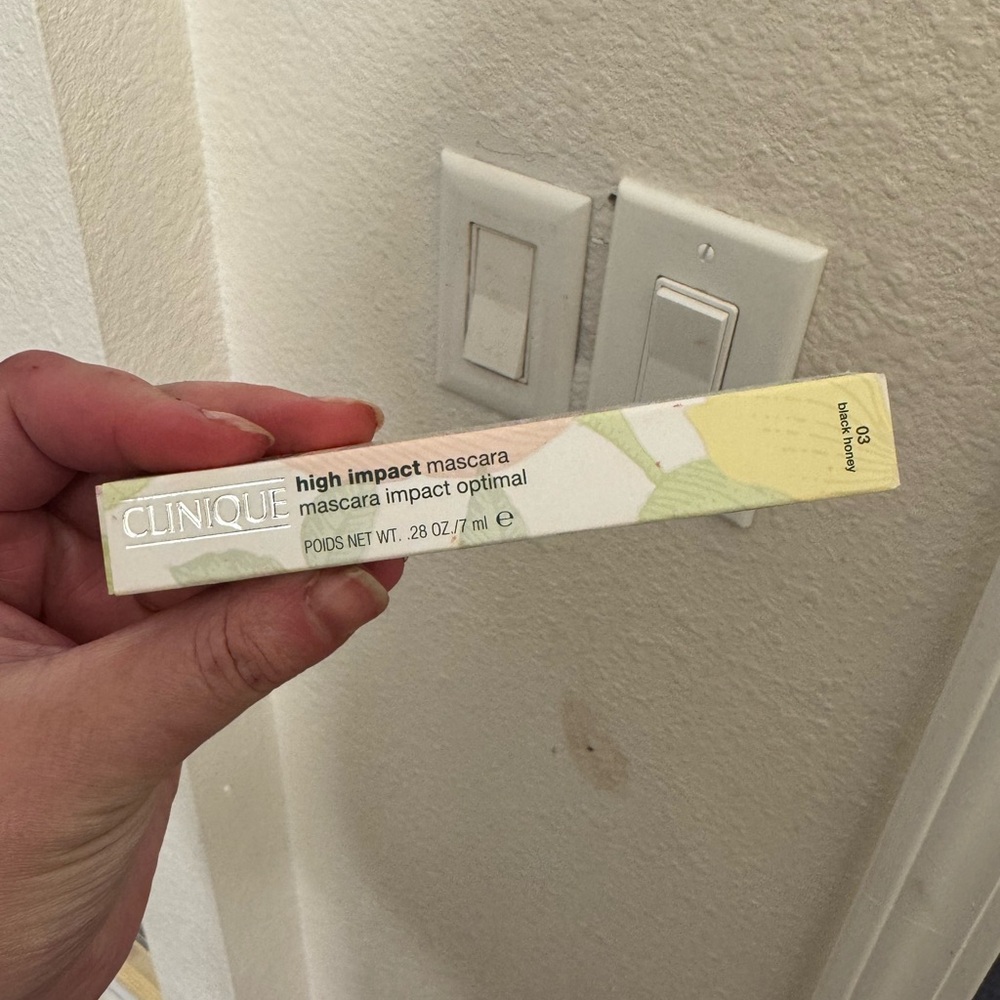 CLINIQUE
high impact mascara
mascara impact optimal
POIDS NET WT. .28 OZ./7 ml ℮
03
black honey